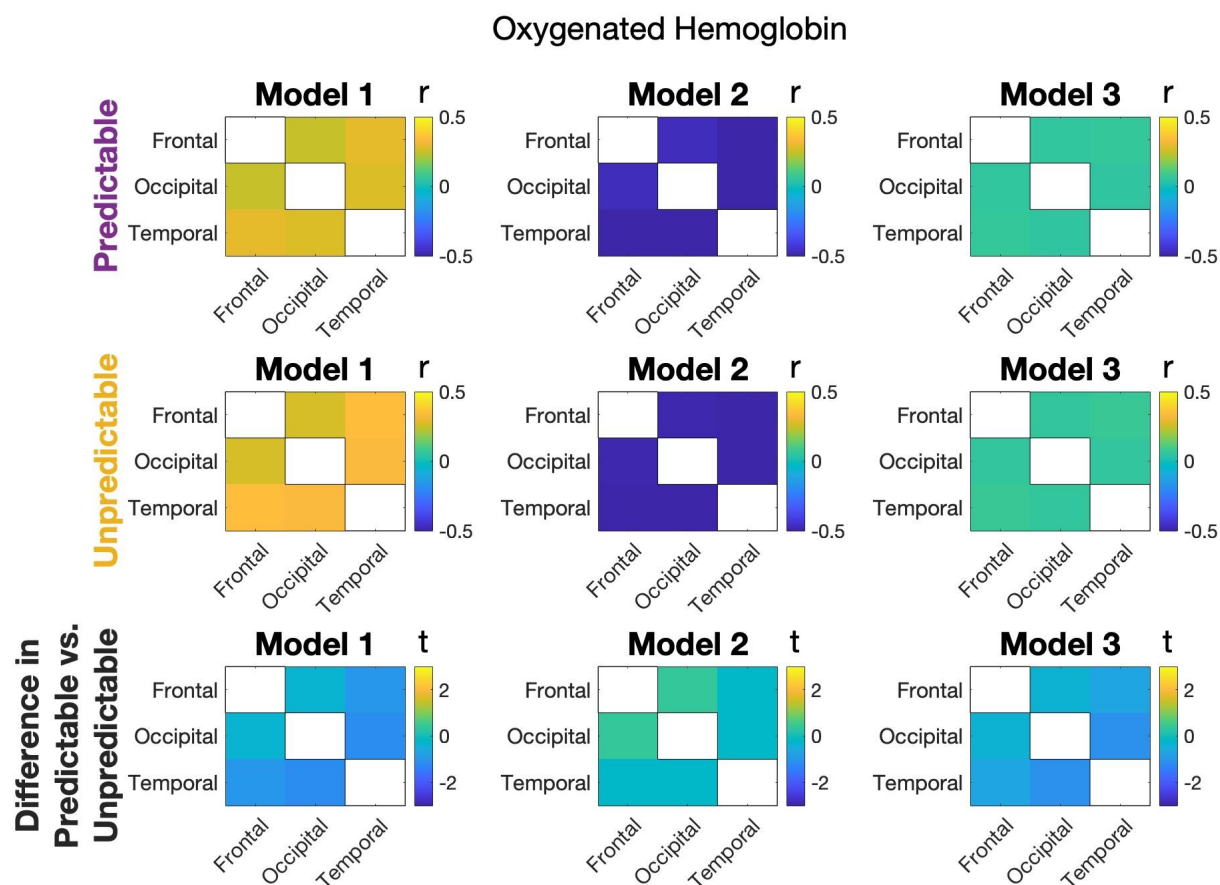 Oxygenated Hemoglobin
Predictable
Model 1 r
Frontal
Occipital
Temporal
0.5
0
-0.5
Frontal
Occipital
Temporal
Model 2 r
0.5
0
-0.5
Frontal
Occipital
Temporal
Model 3 r
Frontal
Occipital
Temporal
0.5
0
-0.5
Frontal
Occipital
Temporal
Unpredictable
Model 1 r
Frontal
Occipital
Temporal
0.5
0
-0.5
Frontal
Occipital
Temporal
Model 2 r
0.5
0
-0.5
Frontal
Occipital
Temporal
Model 3 r
Frontal
Occipital
Temporal
0.5
0
-0.5
Frontal
Occipital
Temporal
Difference in
Predictable vs.
Unpredictable
Model 1 t
Frontal
Occipital
Temporal
2
0
-2
Frontal
Occipital
Temporal
Model 2 t
Frontal
Occipital
Temporal
2
0
-2
Frontal
Occipital
Temporal
Model 3 t
Frontal
Occipital
Temporal
2
0
-2
Frontal
Occipital
Temporal